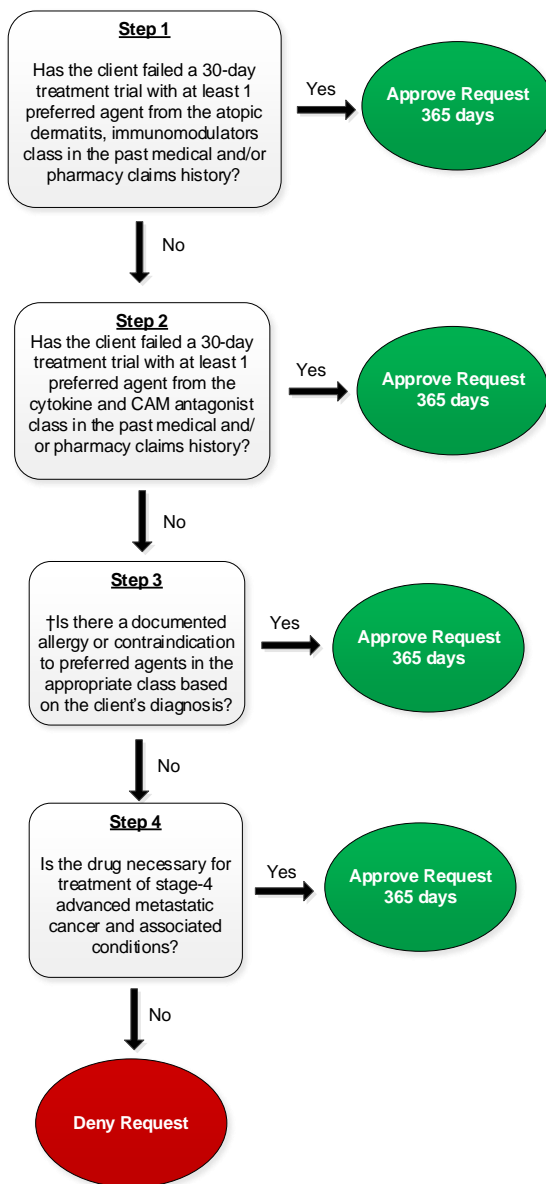 Step 1
Has the client failed a 30-day
treatment trial with at least 1
preferred agent from the atopic
dermatits, immunomodulators
class in the past medical and/or
pharmacy claims history?
Yes
Approve Request
365 days
No
Step 2
Has the client failed a 30-day
treatment trial with at least 1
preferred agent from the
cytokine and CAM antagonist
class in the past medical and/
or pharmacy claims history?
Yes
Approve Request
365 days
No
Step 3
†Is there a documented
allergy or contraindication
to preferred agents in the
appropriate class based
on the client’s diagnosis?
Yes
Approve Request
365 days
No
Step 4
Is the drug necessary for
treatment of stage-4
advanced metastatic
cancer and associated
conditions?
Yes
Approve Request
365 days
No
Deny Request